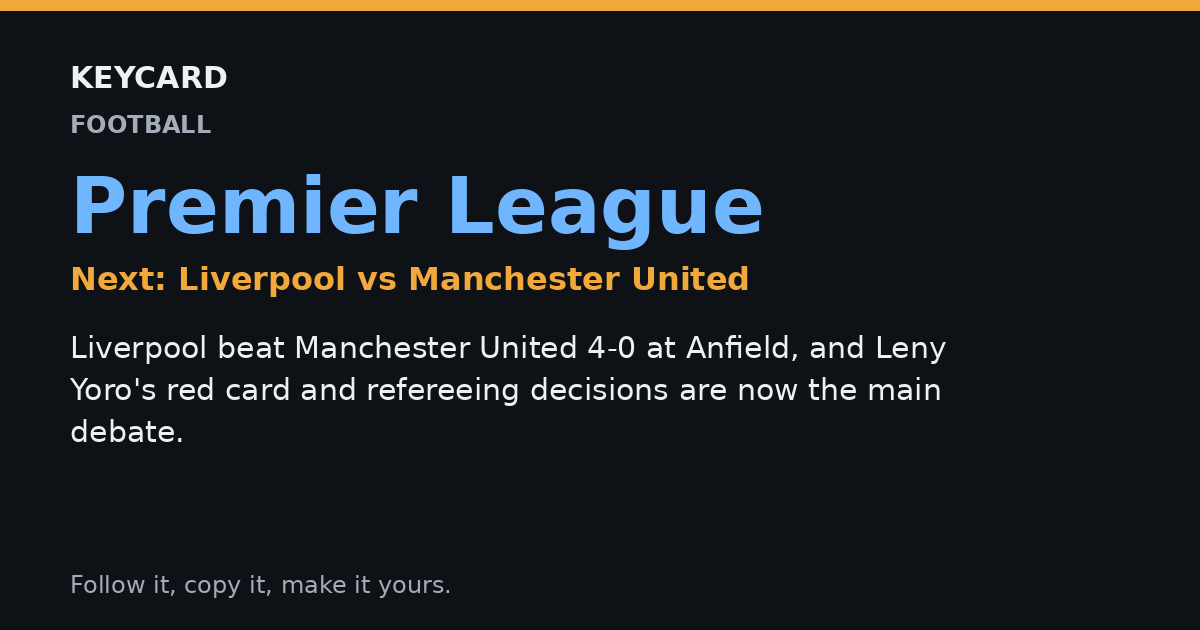 KEYCARD
FOOTBALL
Premier League
Next: Liverpool vs Manchester United
Liverpool beat Manchester United 4-0 at Anfield, and Leny
Yoro's red card and refereeing decisions are now the main
debate.
Follow it, copy it, make it yours.